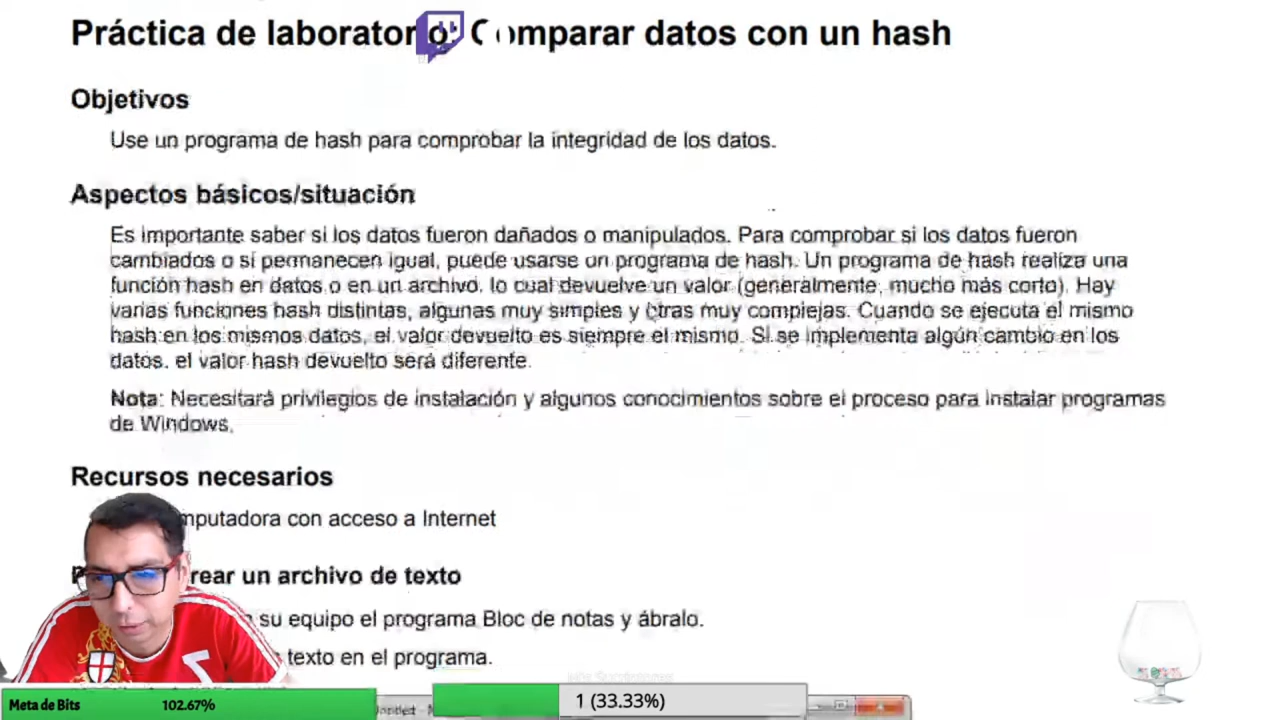 Práctica de laboratorio: Comparar datos con un hash
Objetivos
Use un programa de hash para comprobar la integridad de los datos.
Aspectos básicos/situación
Es importante saber si los datos fueron dañados o manipulados. Para comprobar si los datos fueron
cambiados o si permanecen igual, puede usarse un programa de hash. Un programa de hash realiza una
función hash en datos o en un archivo, lo cual devuelve un valor (generalmente, mucho más corto). Hay
varias funciones hash distintas, algunas muy simples y otras muy complejas. Cuando se ejecuta el mismo
hash en los mismos datos, el valor devuelto es siempre el mismo. Si se implementa algún cambio en los
datos, el valor hash devuelto será diferente.
Nota: Necesitará privilegios de instalación y algunos conocimientos sobre el proceso para instalar programas
de Windows.
Recursos necesarios
mputadora con acceso a Internet
rear un archivo de texto
su equipo el programa Bloc de notas y ábralo.
texto en el programa.
Meta de Bits 102.67%
1 (33.33%)